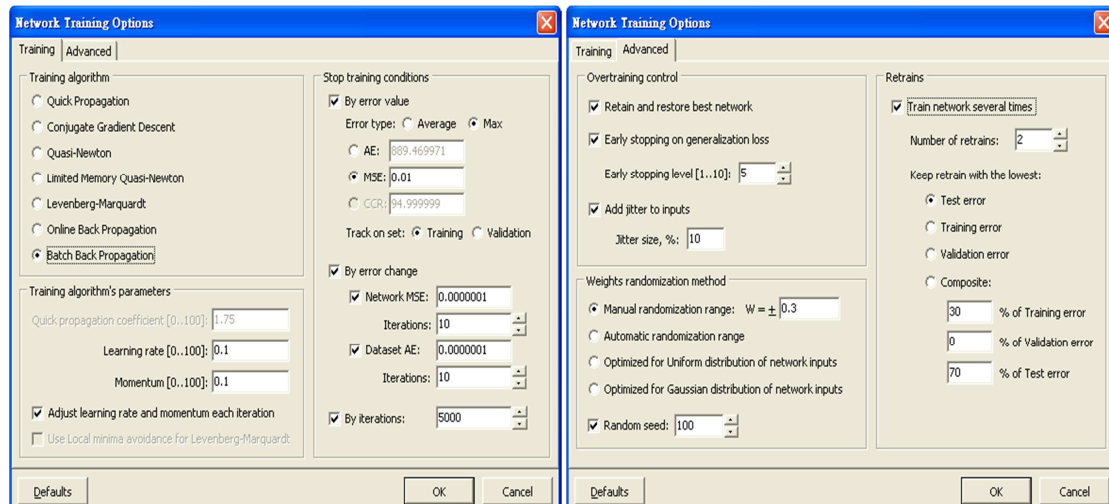 Network Training Options
Training Advanced
Training algorithm
Quick Propagation
Conjugate Gradient Descent
Quasi-Newton
Limited Memory Quasi-Newton
Levenberg-Marquardt
Online Back Propagation
Batch Back Propagation
Training algorithm's parameters
Quick propagation coefficient [0..100]: 1.75
Learning rate [0..100]: 0.1
Momentum [0..100]: 0.1
Adjust learning rate and momentum each iteration
Use Local minima avoidance for Levenberg-Marquardt
Stop training conditions
By error value
Error type: Average Max
AE: 889.469971
MSE: 0.01
CCR: 94.999999
Track on set: Training Validation
By error change
Network MSE: 0.0000001
Iterations: 10
Dataset AE: 0.0000001
Iterations: 10
By iterations: 5000
Defaults OK Cancel
Network Training Options
Training Advanced
Overtraining control
Retain and restore best network
Early stopping on generalization loss
Early stopping level [1..10]: 5
Add jitter to inputs
Jitter size, %: 10
Weights randomization method
Manual randomization range: W = ± 0.3
Automatic randomization range
Optimized for Uniform distribution of network inputs
Optimized for Gaussian distribution of network inputs
Random seed: 100
Retrains
Train network several times
Number of retrains: 2
Keep retrain with the lowest:
Test error
Training error
Validation error
Composite:
30 % of Training error
0 % of Validation error
70 % of Test error
Defaults OK Cancel